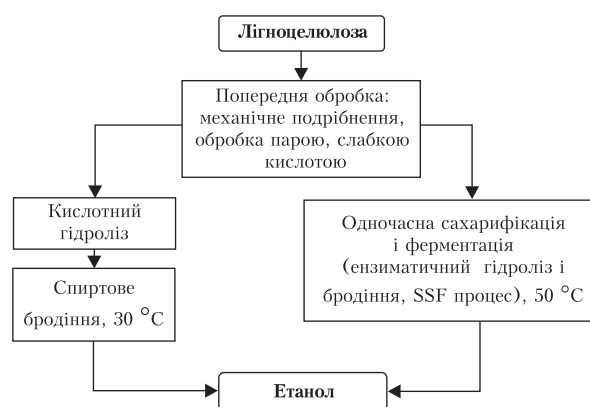 Лігноцелюлоза
Попередня обробка:
механічне подрібнення,
обробка парою, слабкою
кислотою
Кислотний
гідроліз
Спиртове
бродіння, 30 °С
Одночасна сахарифікація
і ферментація
(ензиматичний гідроліз і
бродіння, SSF процес), 50 °С
Етанол